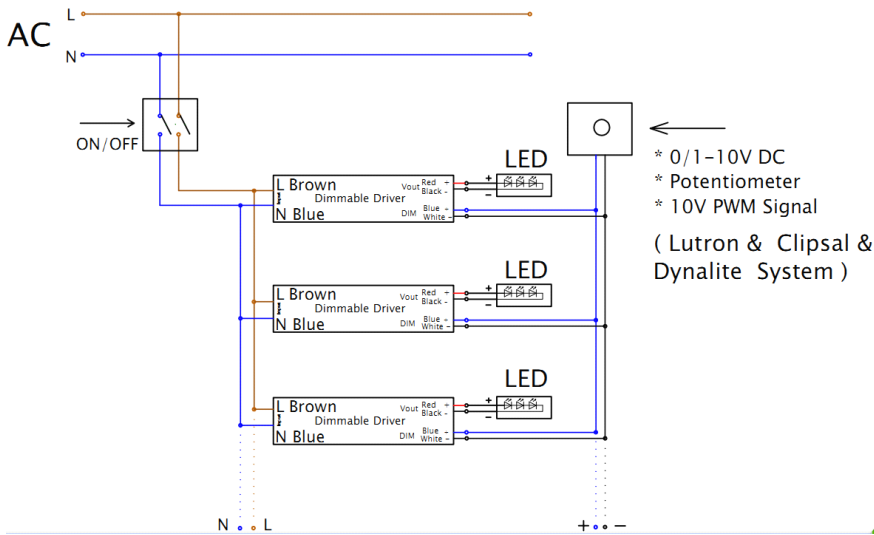 L
AC
N
ON/OFF
* 0/1-10V DC
* Potentiometer
* 10V PWM Signal
( Lutron & Clipsal &
Dynalite System )
LED
+
-
L Brown
Dimmable Driver
N Blue
Vout Red +
Black -
DIM Blue -
White -
LED
+
-
L Brown
Dimmable Driver
N Blue
Vout Red +
Black -
DIM Blue -
White -
LED
+
-
L Brown
Dimmable Driver
N Blue
Vout Red +
Black -
DIM Blue -
White -
N L
+ -